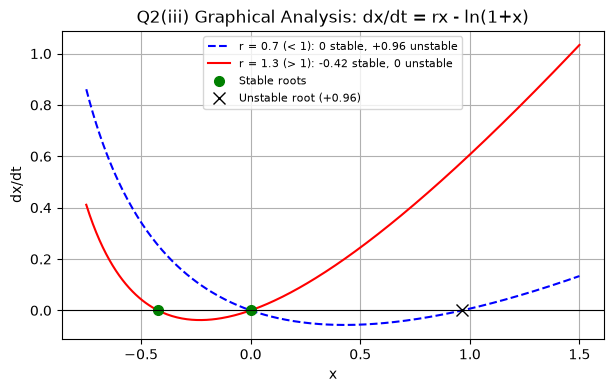 Q2(iii) Graphical Analysis: dx/dt = rx - ln(1+x)
r = 0.7 (< 1): 0 stable, +0.96 unstable
r = 1.3 (> 1): -0.42 stable, 0 unstable
Stable roots
Unstable root (+0.96)
dx/dt
1.0
0.8
0.6
0.4
0.2
0.0
−0.5
0.0
0.5
1.0
1.5
x